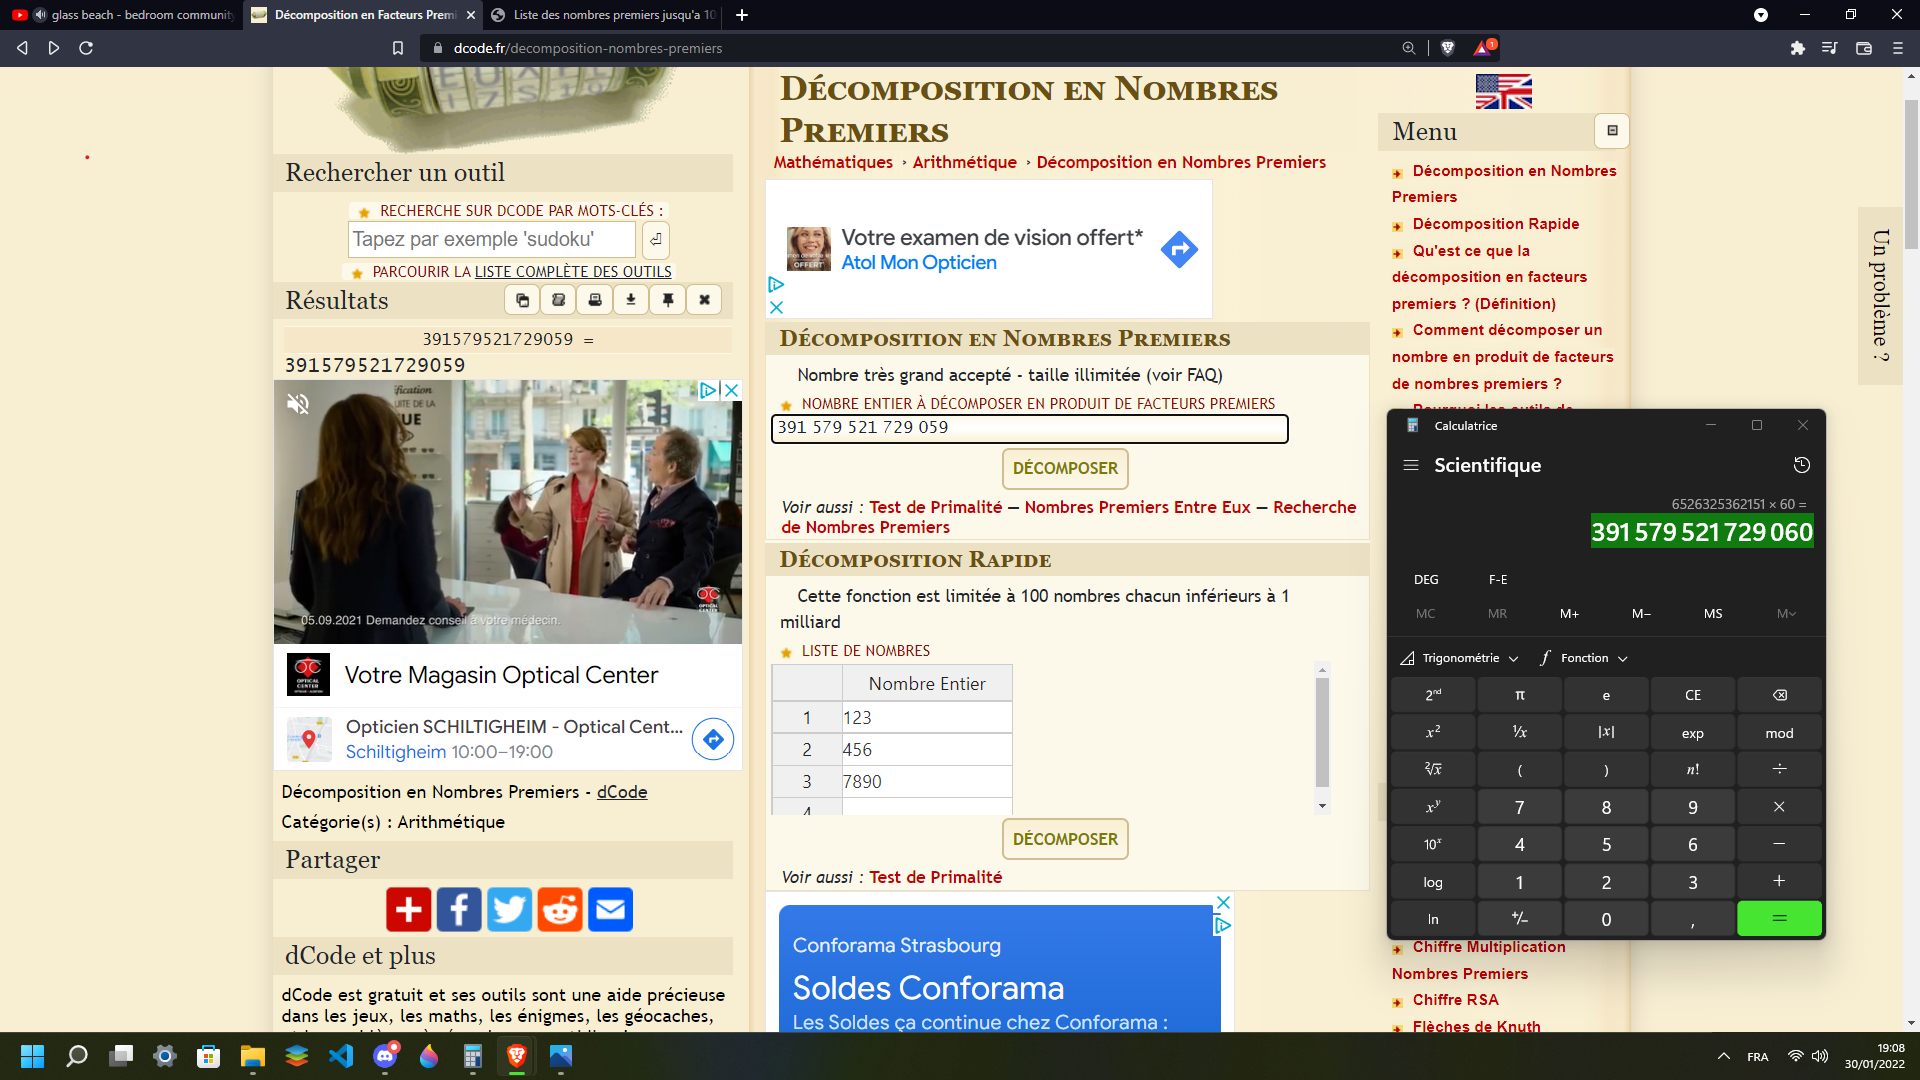 glass beach - bedroom community
Décomposition en Facteurs Premi
Liste des nombres premiers jusqu'a 10
dcode.fr/decomposition-nombres-premiers
1
Rechercher un outil
RECHERCHE SUR DCODE PAR MOTS-CLÉS :
Tapez par exemple 'sudoku'
PARCOURIR LA LISTE COMPLÈTE DES OUTILS
Résultats
391579521729059 =
391579521729059
05.09.2021 Demandez conseil à votre médecin.
OPTICAL CENTER
Votre Magasin Optical Center
Opticien SCHILTIGHEIM - Optical Cent...
Schiltigheim 10:00–19:00
Décomposition en Nombres Premiers - dCode
Catégorie(s) : Arithmétique
Partager
dCode et plus
dCode est gratuit et ses outils sont une aide précieuse
dans les jeux, les maths, les énigmes, les géocaches,
Décomposition en Nombres
Premiers
Mathématiques › Arithmétique › Décomposition en Nombres Premiers
OFFERT
Votre examen de vision offert*
Atol Mon Opticien
Décomposition en Nombres Premiers
Nombre très grand accepté - taille illimitée (voir FAQ)
NOMBRE ENTIER À DÉCOMPOSER EN PRODUIT DE FACTEURS PREMIERS
391 579 521 729 059
DÉCOMPOSER
Voir aussi : Test de Primalité — Nombres Premiers Entre Eux — Recherche
de Nombres Premiers
Décomposition Rapide
Cette fonction est limitée à 100 nombres chacun inférieurs à 1
milliard
LISTE DE NOMBRES
Nombre Entier
1 123
2 456
3 7890
4
DÉCOMPOSER
Voir aussi : Test de Primalité
Conforama Strasbourg
Soldes Conforama
Les Soldes ça continue chez Conforama :
Menu
Décomposition en Nombres
Premiers
Décomposition Rapide
Qu'est ce que la
décomposition en facteurs
premiers ? (Définition)
Comment décomposer un
nombre en produit de facteurs
de nombres premiers ?
Pourquoi les outils de
Un problème ?
Calculatrice
Scientifique
6526325362151 × 60 =
391 579 521 729 060
DEG F-E
MC MR M+ M− MS M
Trigonométrie Fonction
2nd π e CE
x² ¹/x |x| exp mod
²√x ( ) n! ÷
xʸ 7 8 9 ×
10ˣ 4 5 6 −
log 1 2 3 +
ln +/− 0 , =
Chiffre Multiplication
Nombres Premiers
Chiffre RSA
Flèches de Knuth
FRA
19:08
30/01/2022